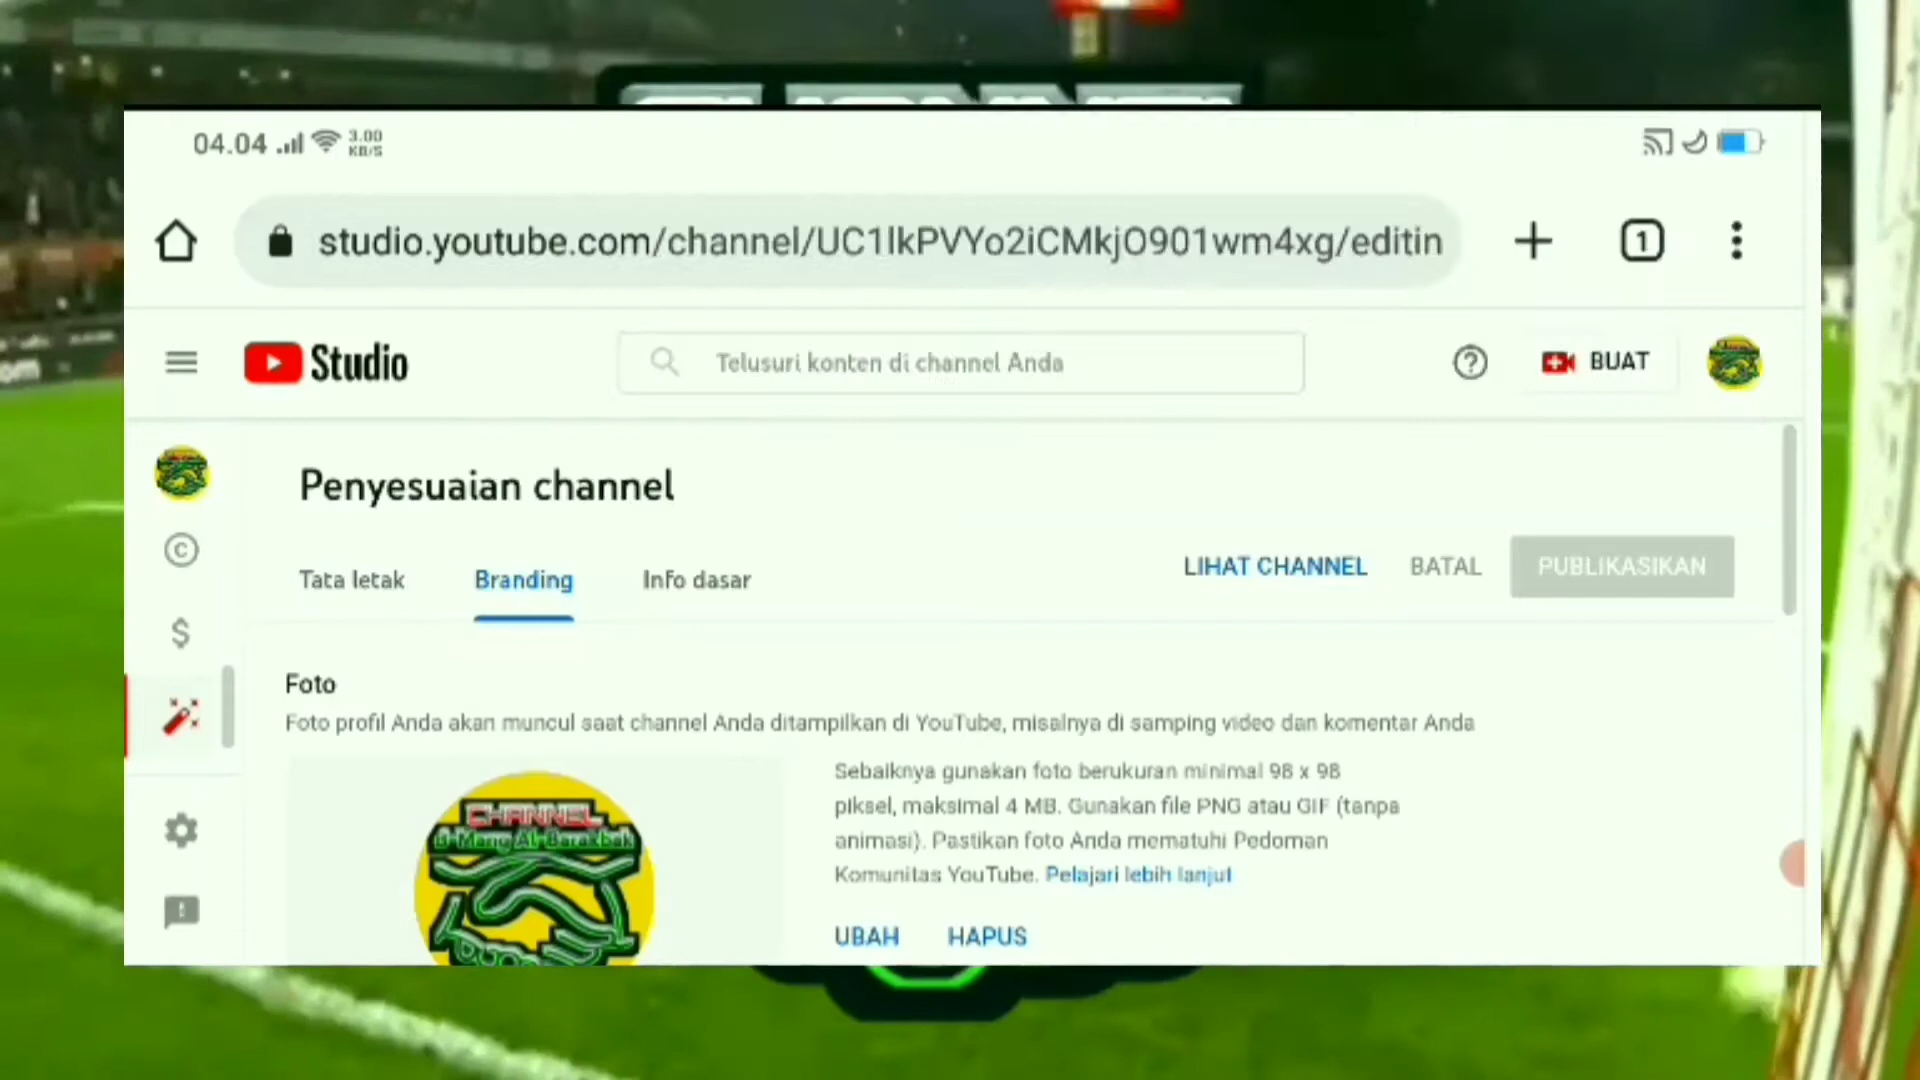 04.04
3.00
KB/S
studio.youtube.com/channel/UC1lkPVYo2iCMkjO901wm4xg/editin
1
Studio
Telusuri konten di channel Anda
BUAT
Penyesuaian channel
Tata letak
Branding
Info dasar
LIHAT CHANNEL
BATAL
PUBLIKASIKAN
Foto
Foto profil Anda akan muncul saat channel Anda ditampilkan di YouTube, misalnya di samping video dan komentar Anda
Sebaiknya gunakan foto berukuran minimal 98 x 98
piksel, maksimal 4 MB. Gunakan file PNG atau GIF (tanpa
animasi). Pastikan foto Anda mematuhi Pedoman
Komunitas YouTube. Pelajari lebih lanjut
CHANNEL
UBAH
HAPUS
om